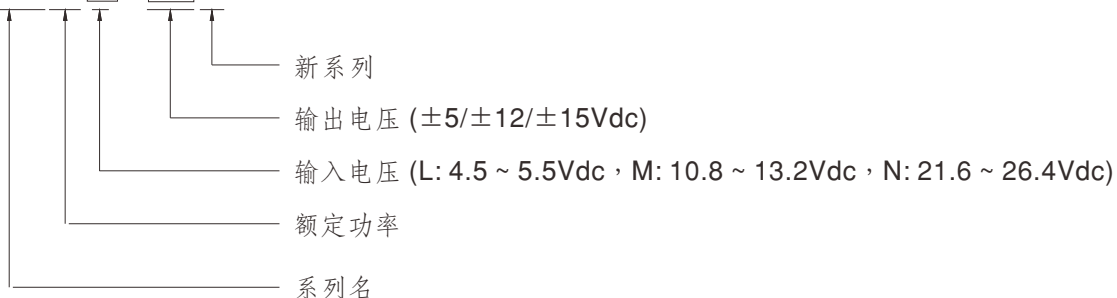 新系列
输出电压 (±5/±12/±15Vdc)
输入电压 (L: 4.5 ~ 5.5Vdc，M: 10.8 ~ 13.2Vdc，N: 21.6 ~ 26.4Vdc)
额定功率
系列名